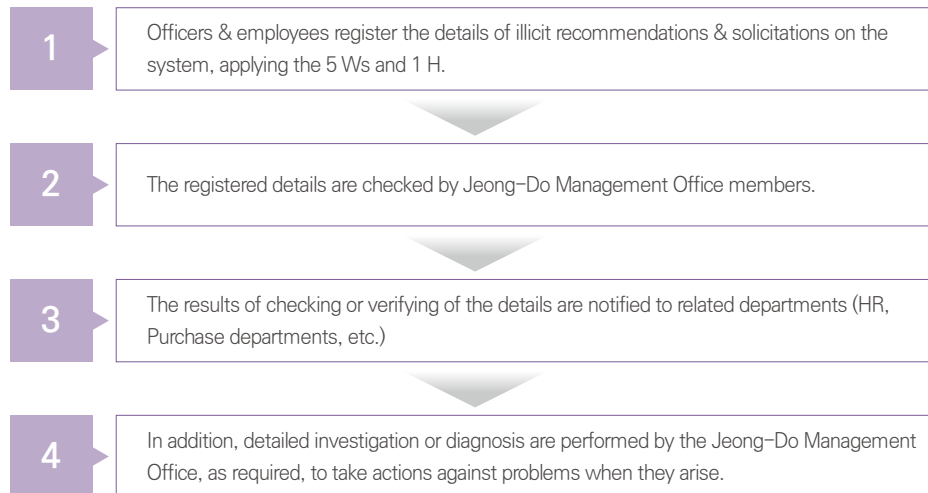 1
Officers & employees register the details of illicit recommendations & solicitations on the
system, applying the 5 Ws and 1 H.
2
The registered details are checked by Jeong-Do Management Office members.
3
The results of checking or verifying of the details are notified to related departments (HR,
Purchase departments, etc.)
4
In addition, detailed investigation or diagnosis are performed by the Jeong-Do Management
Office, as required, to take actions against problems when they arise.